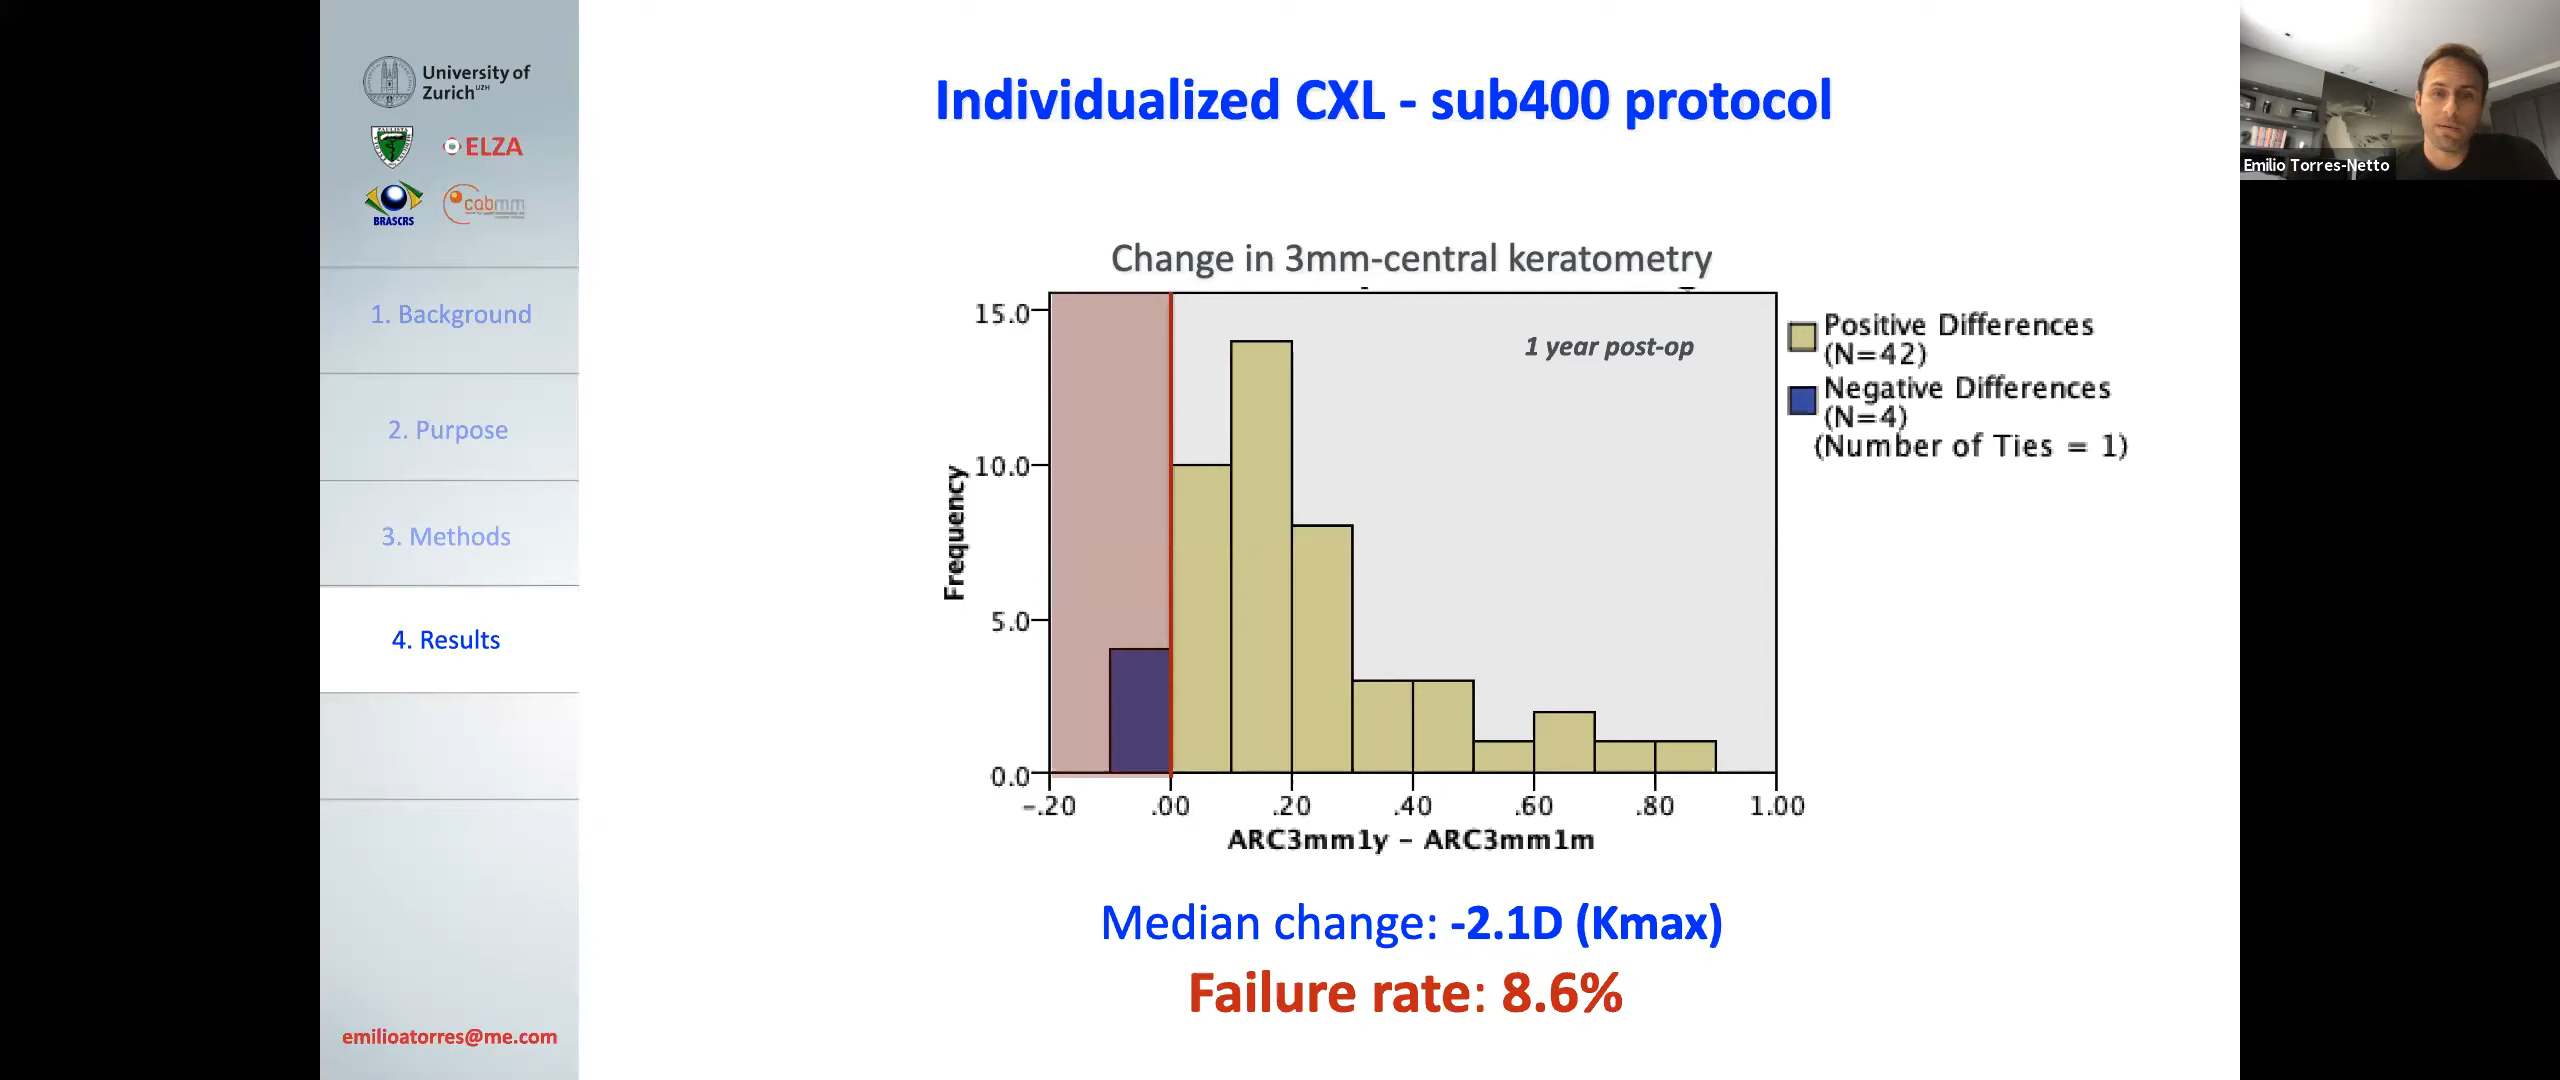 University of
Zurich UZH
ELZA
BRASCRS
cabmm
1. Background
2. Purpose
3. Methods
4. Results
emilioatorres@me.com
Individualized CXL - sub400 protocol
Change in 3mm-central keratometry
1 year post-op
15.0
10.0
5.0
0.0
Frequency
-.20 .00 .20 .40 .60 .80 1.00
ARC3mm1y - ARC3mm1m
Positive Differences
(N=42)
Negative Differences
(N=4)
(Number of Ties = 1)
Median change: -2.1D (Kmax)
Failure rate: 8.6%
Emilio Torres-Netto